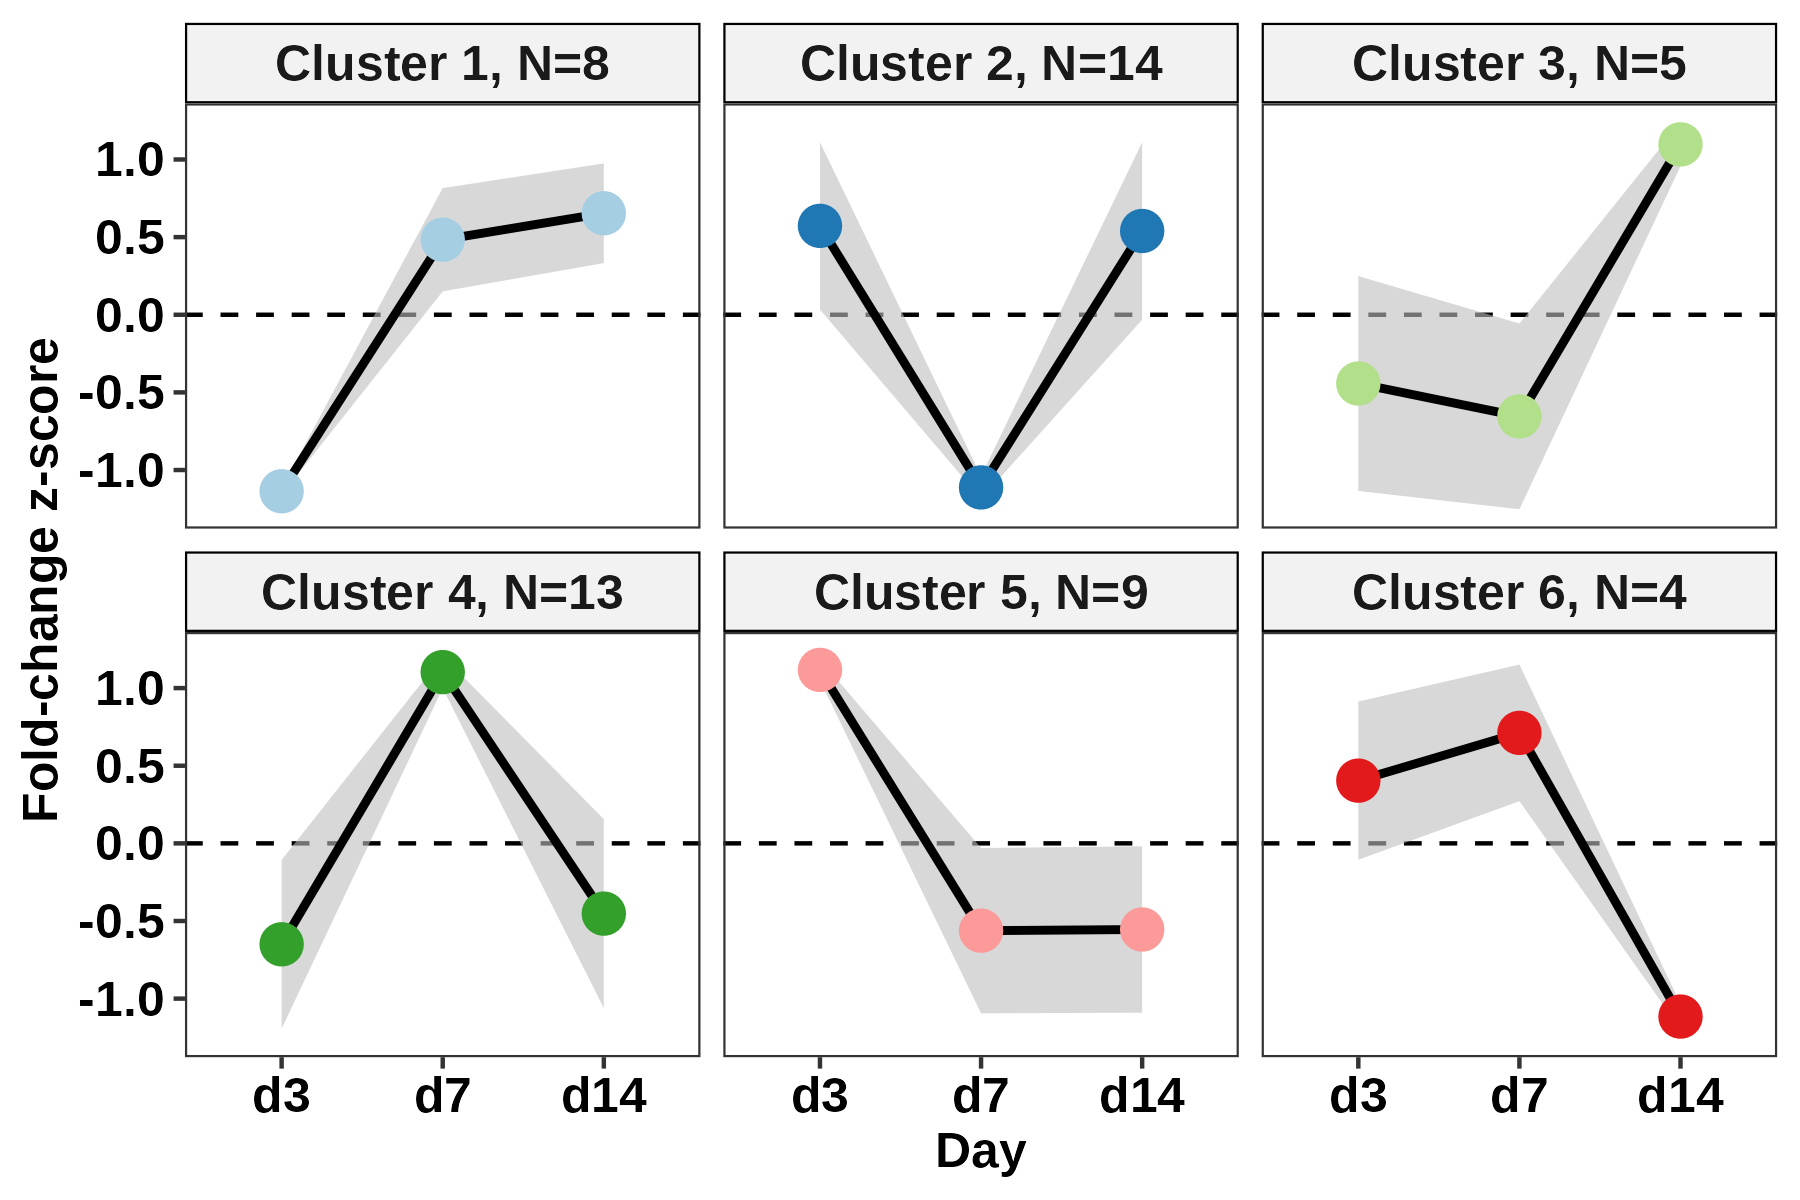 Cluster 1, N=8
Cluster 2, N=14
Cluster 3, N=5
1.0
0.5
0.0
-0.5
-1.0
Cluster 4, N=13
Cluster 5, N=9
Cluster 6, N=4
1.0
0.5
0.0
-0.5
-1.0
Fold-change z-score
d3 d7 d14 d3 d7 d14 d3 d7 d14
Day